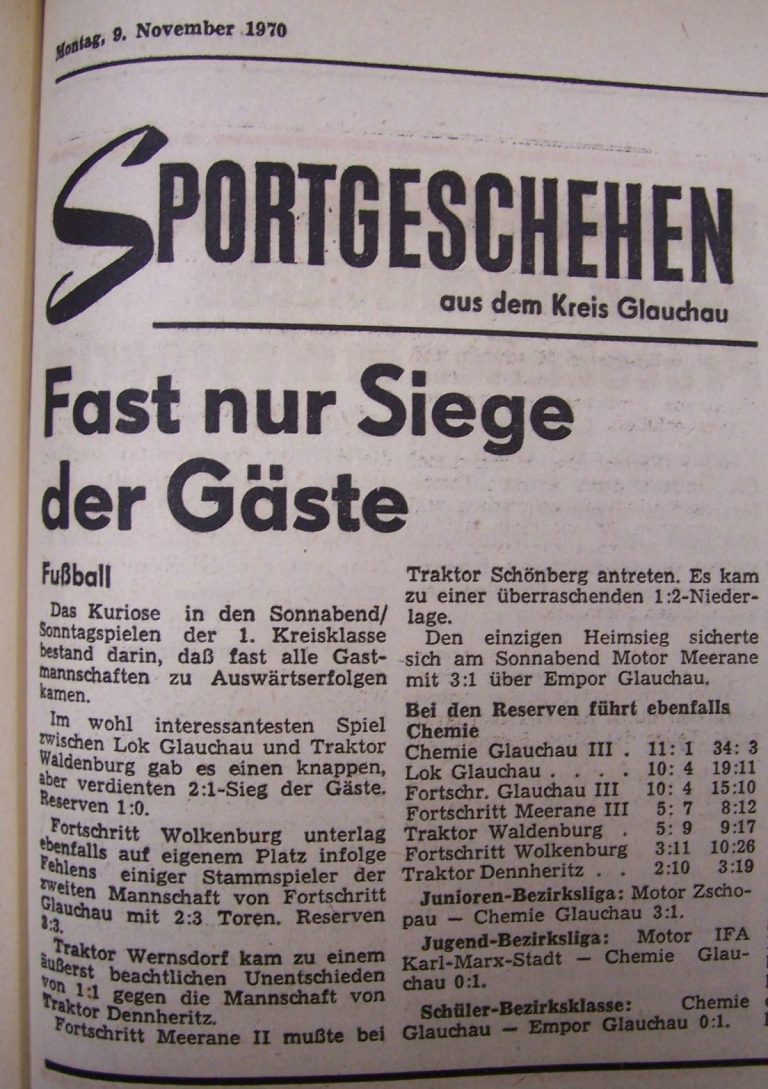 Montag, 9. November 1970
SPORTGESCHEHEN
aus dem Kreis Glauchau
Fast nur Siege
der Gäste
Fußball
Das Kuriose in den Sonnabend/
Sonntagspielen der 1. Kreisklasse
bestand darin, daß fast alle Gast-
mannschaften zu Auswärtserfolgen
kamen.
Im wohl interessantesten Spiel
zwischen Lok Glauchau und Traktor
Waldenburg gab es einen knappen,
aber verdienten 2:1-Sieg der Gäste.
Reserven 1:0.
Fortschritt Wolkenburg unterlag
ebenfalls auf eigenem Platz infolge
Fehlens einiger Stammspieler der
zweiten Mannschaft von Fortschritt
Glauchau mit 2:3 Toren. Reserven
3:3.
Traktor Wernsdorf kam zu einem
äußerst beachtlichen Unentschieden
von 1:1 gegen die Mannschaft von
Traktor Dennheritz.
Fortschritt Meerane II mußte bei
Traktor Schönberg antreten. Es kam
zu einer überraschenden 1:2-Nieder-
lage.
Den einzigen Heimsieg sicherte
sich am Sonnabend Motor Meerane
mit 3:1 über Empor Glauchau.
Bei den Reserven führt ebenfalls
Chemie
Chemie Glauchau III . 11: 1 34: 3
Lok Glauchau . . . . 10: 4 19:11
Fortschr. Glauchau III 10: 4 15:10
Fortschritt Meerane III 5: 7 8:12
Traktor Waldenburg . 5: 9 9:17
Fortschritt Wolkenburg 3:11 10:26
Traktor Dennheritz . . 2:10 3:19
Junioren-Bezirksliga: Motor Zscho-
pau — Chemie Glauchau 3:1.
Jugend-Bezirksliga: Motor IFA
Karl-Marx-Stadt — Chemie Glau-
chau 0:1.
Schüler-Bezirksklasse: Chemie
Glauchau — Empor Glauchau 0:1.